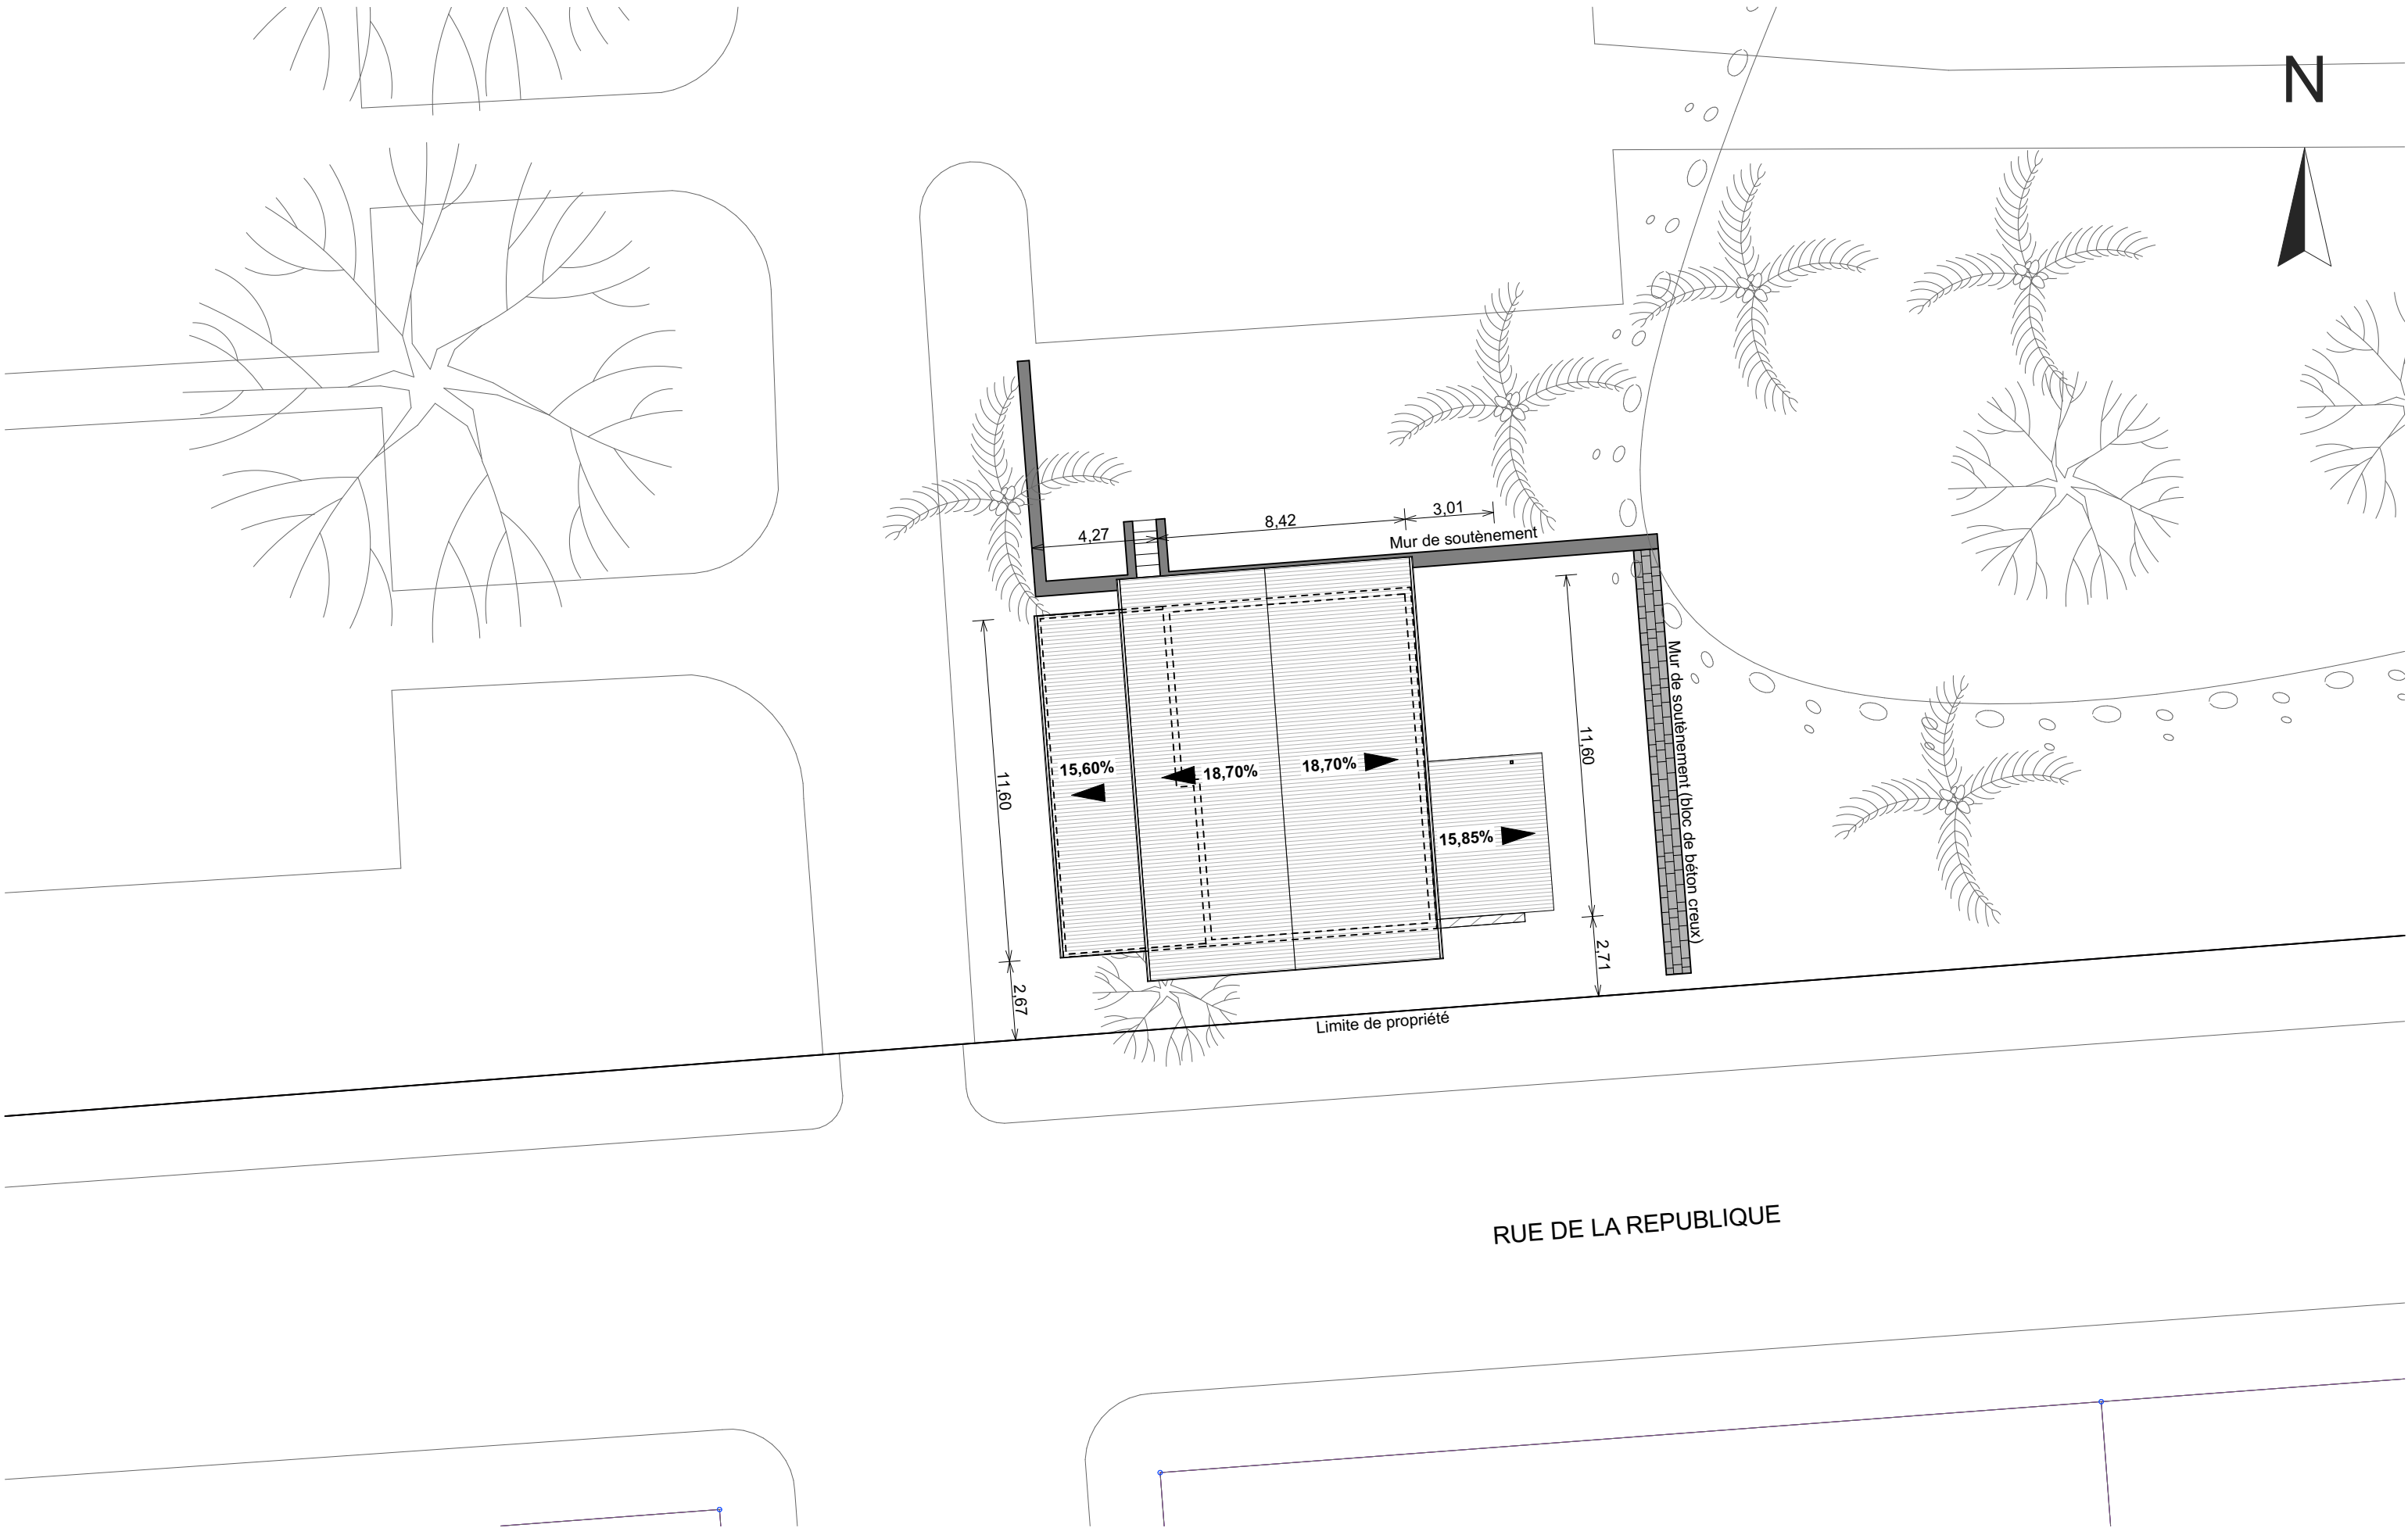 N
3,01
8,42
4,27
Mur de soutènement
Mur de soutènement (bloc de béton creux)
11,60
11,60
15,60%
18,70%
18,70%
15,85%
2,71
2,67
Limite de propriété
RUE DE LA REPUBLIQUE